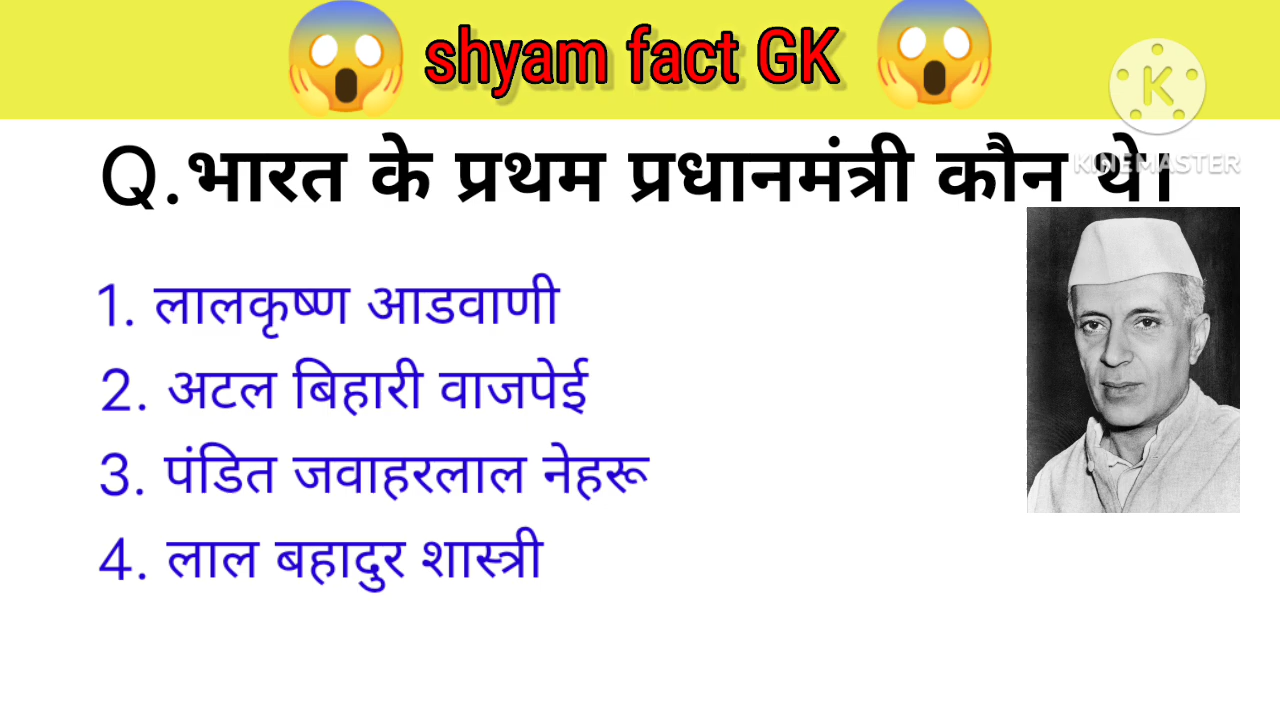 shyam fact GK
KINEMASTER
Q.भारत के प्रथम प्रधानमंत्री कौन थे।
1. लालकृष्ण आडवाणी
2. अटल बिहारी वाजपेई
3. पंडित जवाहरलाल नेहरू
4. लाल बहादुर शास्त्री